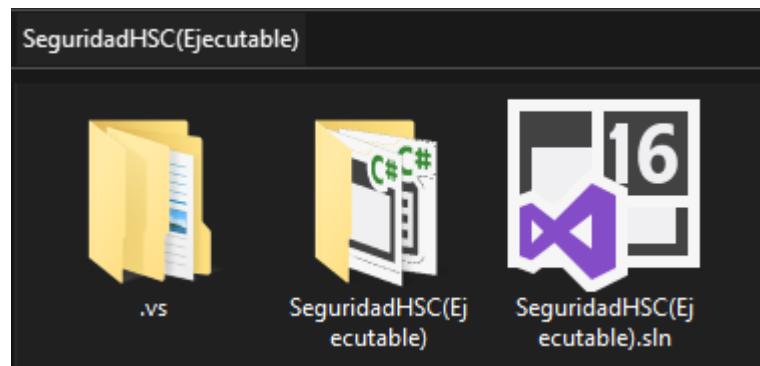 SeguridadHSC(Ejecutable)
C# C#
16
.vs
SeguridadHSC(Ej
ecutable)
SeguridadHSC(Ej
ecutable).sln